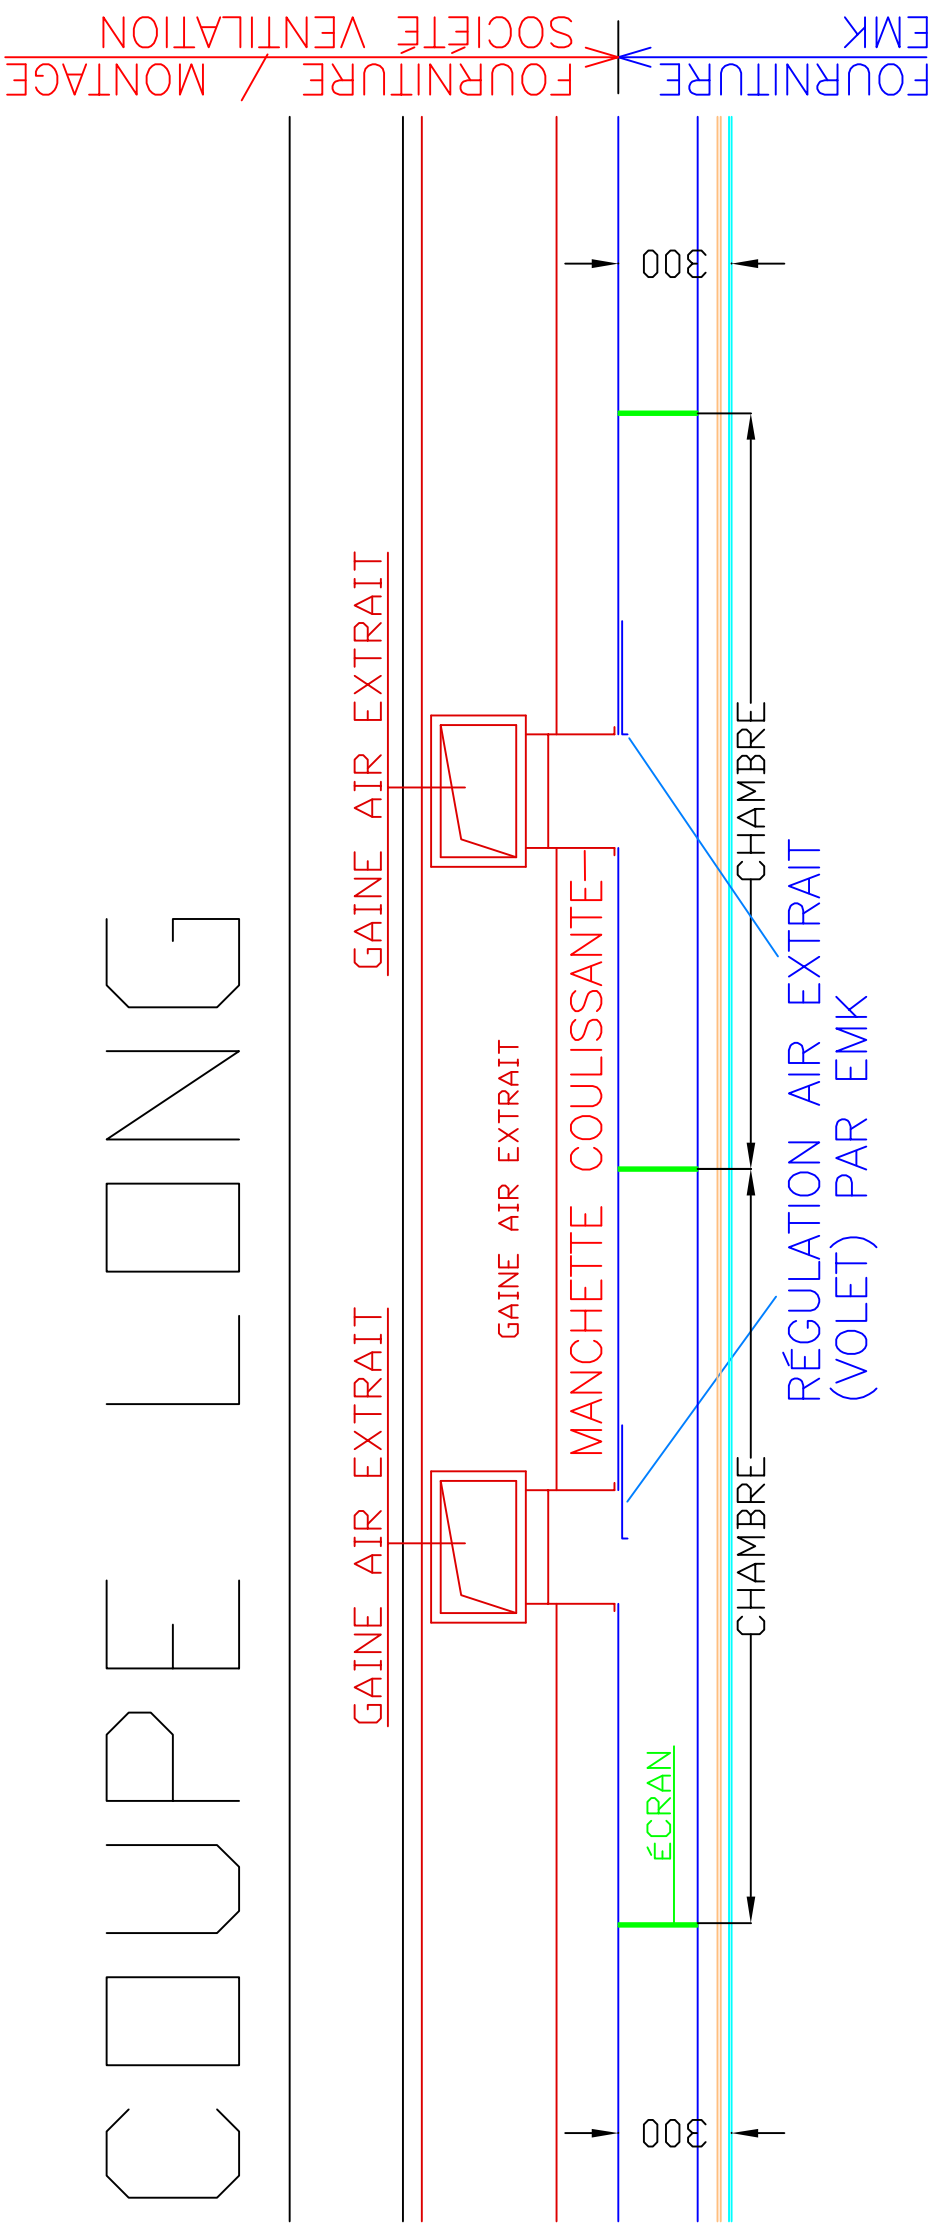 COUPE LONG
GAINE AIR EXTRAIT
GAINE AIR EXTRAIT
GAINE AIR EXTRAIT
MANCHETTE COULISSANTE
ÉCRAN
300
300
CHAMBRE
CHAMBRE
RÉGULATION AIR EXTRAIT
(VOLET) PAR EMK
FOURNITURE / MONTAGE
SOCIÉTÉ VENTILATION
FOURNITURE
EMK